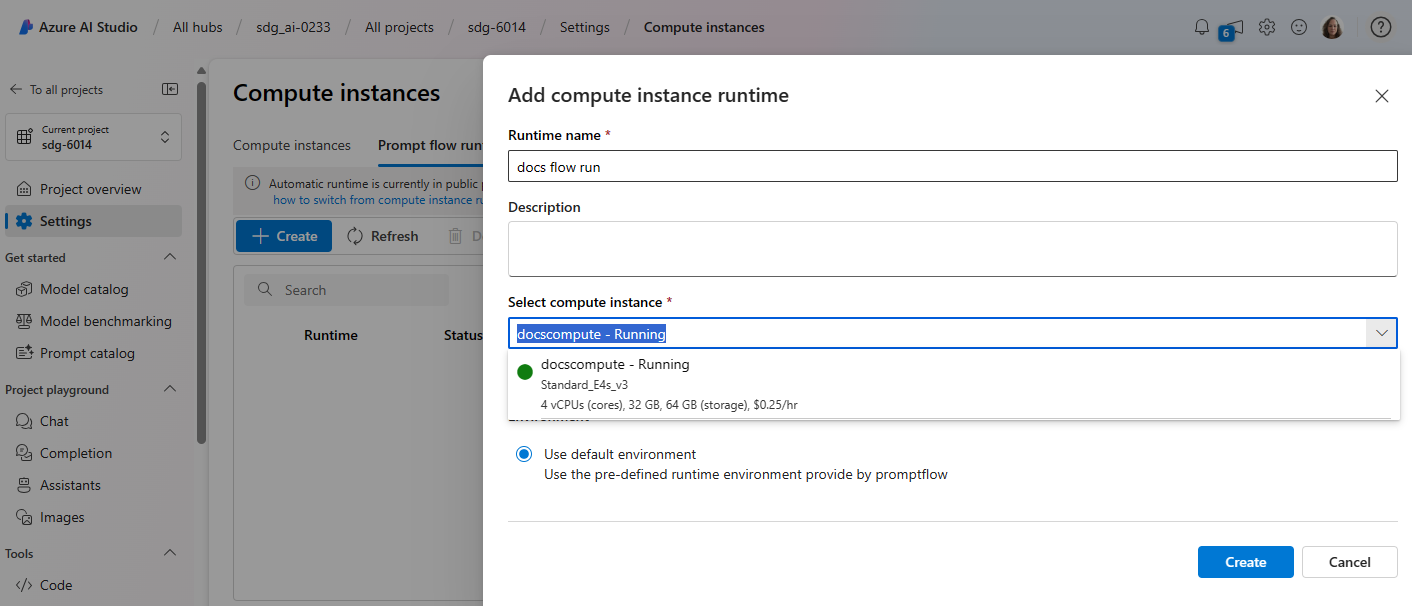 Azure AI Studio / All hubs / sdg_ai-0233 / All projects / sdg-6014 / Settings / Compute instances
6
To all projects
Current project
sdg-6014
Project overview
Settings
Get started
Model catalog
Model benchmarking
Prompt catalog
Project playground
Chat
Completion
Assistants
Images
Tools
Code
Compute instances
Compute instances Prompt flow run
Automatic runtime is currently in public
how to switch from compute instance ru
Create Refresh D
Search
Runtime Status
Add compute instance runtime
Runtime name *
docs flow run
Description
Select compute instance *
docscompute - Running
docscompute - Running
Standard_E4s_v3
4 vCPUs (cores), 32 GB, 64 GB (storage), $0.25/hr
Use default environment
Use the pre-defined runtime environment provide by promptflow
Create Cancel